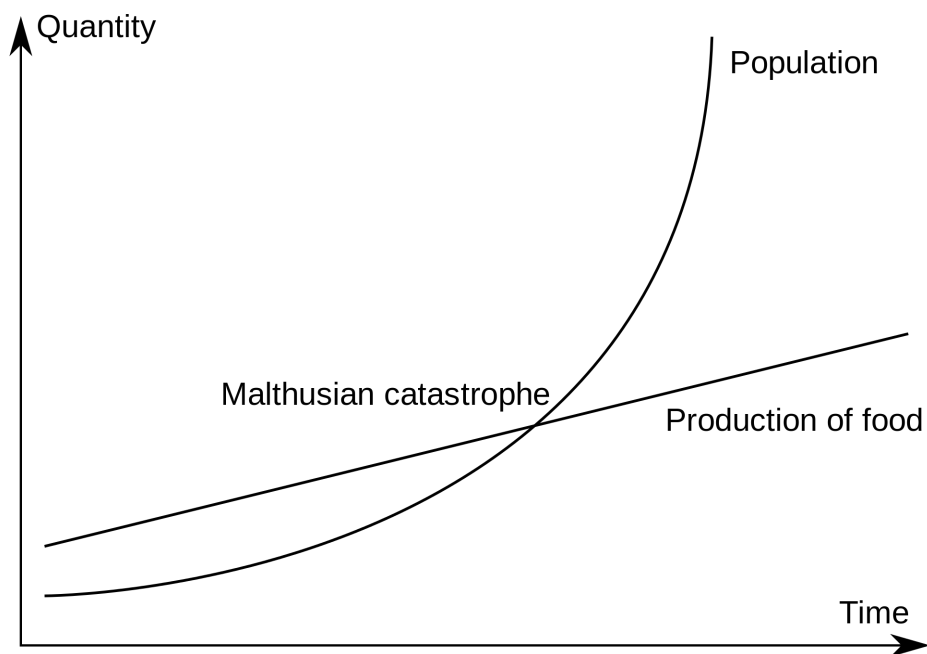 Quantity
Population
Malthusian catastrophe
Production of food
Time